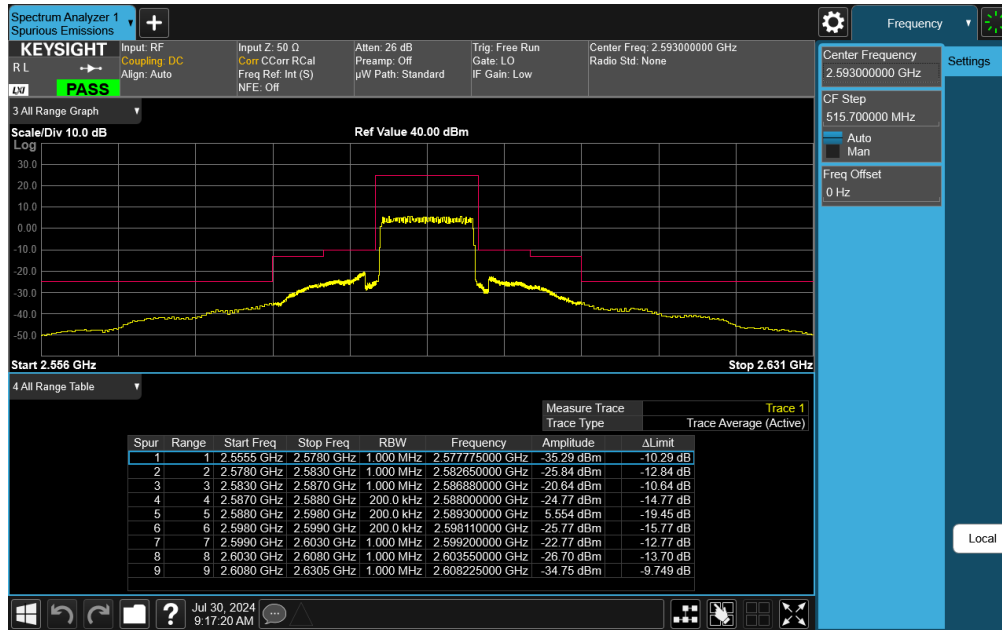 Spectrum Analyzer 1
Spurious Emissions
Frequency
KEYSIGHT
R L
LXI
PASS
Input: RF
Coupling: DC
Align: Auto
Input Z: 50 Ω
Corr CCorr RCal
Freq Ref: Int (S)
NFE: Off
Atten: 26 dB
Preamp: Off
µW Path: Standard
Trig: Free Run
Gate: LO
IF Gain: Low
Center Freq: 2.593000000 GHz
Radio Std: None
Center Frequency
2.593000000 GHz
Settings
CF Step
515.700000 MHz
Auto
Man
Freq Offset
0 Hz
3 All Range Graph
Scale/Div 10.0 dB
Ref Value 40.00 dBm
Log
30.0
20.0
10.0
0.00
-10.0
-20.0
-30.0
-40.0
-50.0
Start 2.556 GHz
Stop 2.631 GHz
4 All Range Table
Measure Trace Trace 1
Trace Type Trace Average (Active)
Spur Range Start Freq Stop Freq RBW Frequency Amplitude ΔLimit
1 1 2.5555 GHz 2.5780 GHz 1.000 MHz 2.577775000 GHz -35.29 dBm -10.29 dB
2 2 2.5780 GHz 2.5830 GHz 1.000 MHz 2.582650000 GHz -25.84 dBm -12.84 dB
3 3 2.5830 GHz 2.5870 GHz 1.000 MHz 2.586880000 GHz -20.64 dBm -10.64 dB
4 4 2.5870 GHz 2.5880 GHz 200.0 kHz 2.588000000 GHz -24.77 dBm -14.77 dB
5 5 2.5880 GHz 2.5980 GHz 200.0 kHz 2.589300000 GHz 5.554 dBm -19.45 dB
6 6 2.5980 GHz 2.5990 GHz 200.0 kHz 2.598110000 GHz -25.77 dBm -15.77 dB
7 7 2.5990 GHz 2.6030 GHz 1.000 MHz 2.599200000 GHz -22.77 dBm -12.77 dB
8 8 2.6030 GHz 2.6080 GHz 1.000 MHz 2.603550000 GHz -26.70 dBm -13.70 dB
9 9 2.6080 GHz 2.6305 GHz 1.000 MHz 2.608225000 GHz -34.75 dBm -9.749 dB
Local
Jul 30, 2024
9:17:20 AM